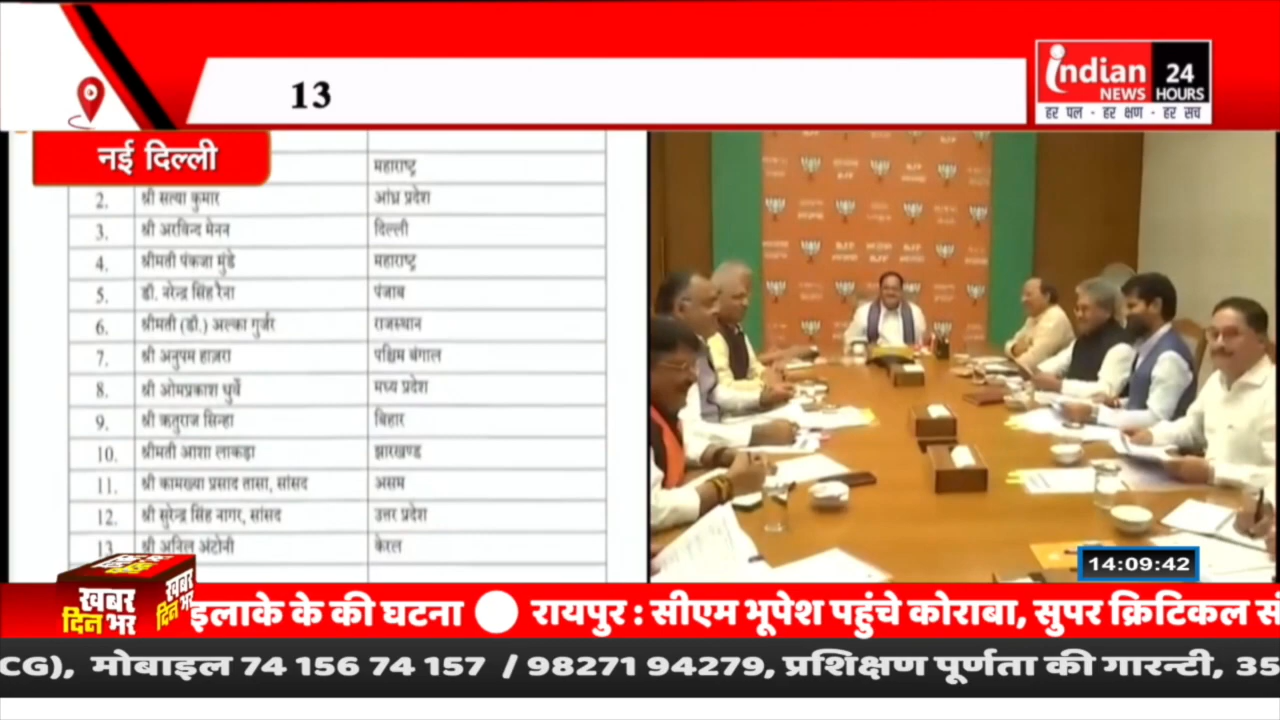 13
indian
NEWS
24
HOURS
हर पल - हर क्षण - हर सच
नई दिल्ली
महाराष्ट्र
2. श्री सत्या कुमार आंध्र प्रदेश
3. श्री अरविन्द मेनन दिल्ली
4. श्रीमती पंकजा मुंडे महाराष्ट्र
5. डॉ. नरेन्द्र सिंह रैना पंजाब
6. श्रीमती (डॉ.) अल्का गुर्जर राजस्थान
7. श्री अनुपम हाज़रा पश्चिम बंगाल
8. श्री ओमप्रकाश धुर्वे मध्य प्रदेश
9. श्री ऋतुराज सिन्हा बिहार
10. श्रीमती आशा लाकड़ा झारखण्ड
11. श्री कामख्या प्रसाद तासा, सांसद असम
12. श्री सुरेन्द्र सिंह नागर, सांसद उत्तर प्रदेश
13. श्री अनिल अंटोनी केरल
14:09:42
खबर
दिन भर
खबर
दिन भर
इलाके के की घटना रायपुर : सीएम भूपेश पहुंचे कोराबा, सुपर क्रिटिकल सं
CG), मोबाइल 74 156 74 157 / 98271 94279, प्रशिक्षण पूर्णता की गारन्टी, 35